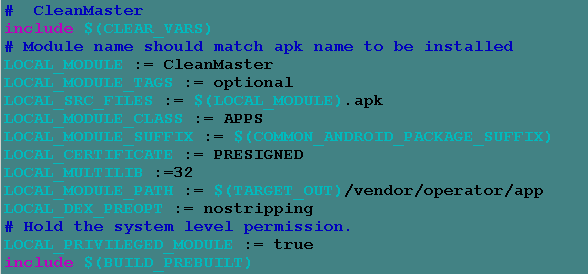 #  CleanMaster
include $(CLEAR_VARS)
# Module name should match apk name to be installed
LOCAL_MODULE := CleanMaster
LOCAL_MODULE_TAGS := optional
LOCAL_SRC_FILES := $(LOCAL_MODULE).apk
LOCAL_MODULE_CLASS := APPS
LOCAL_MODULE_SUFFIX := $(COMMON_ANDROID_PACKAGE_SUFFIX)
LOCAL_CERTIFICATE := PRESIGNED
LOCAL_MULTILIB :=32
LOCAL_MODULE_PATH := $(TARGET_OUT)/vendor/operator/app
LOCAL_DEX_PREOPT := nostripping
# Hold the system level permission.
LOCAL_PRIVILEGED_MODULE := true
include $(BUILD_PREBUILT)